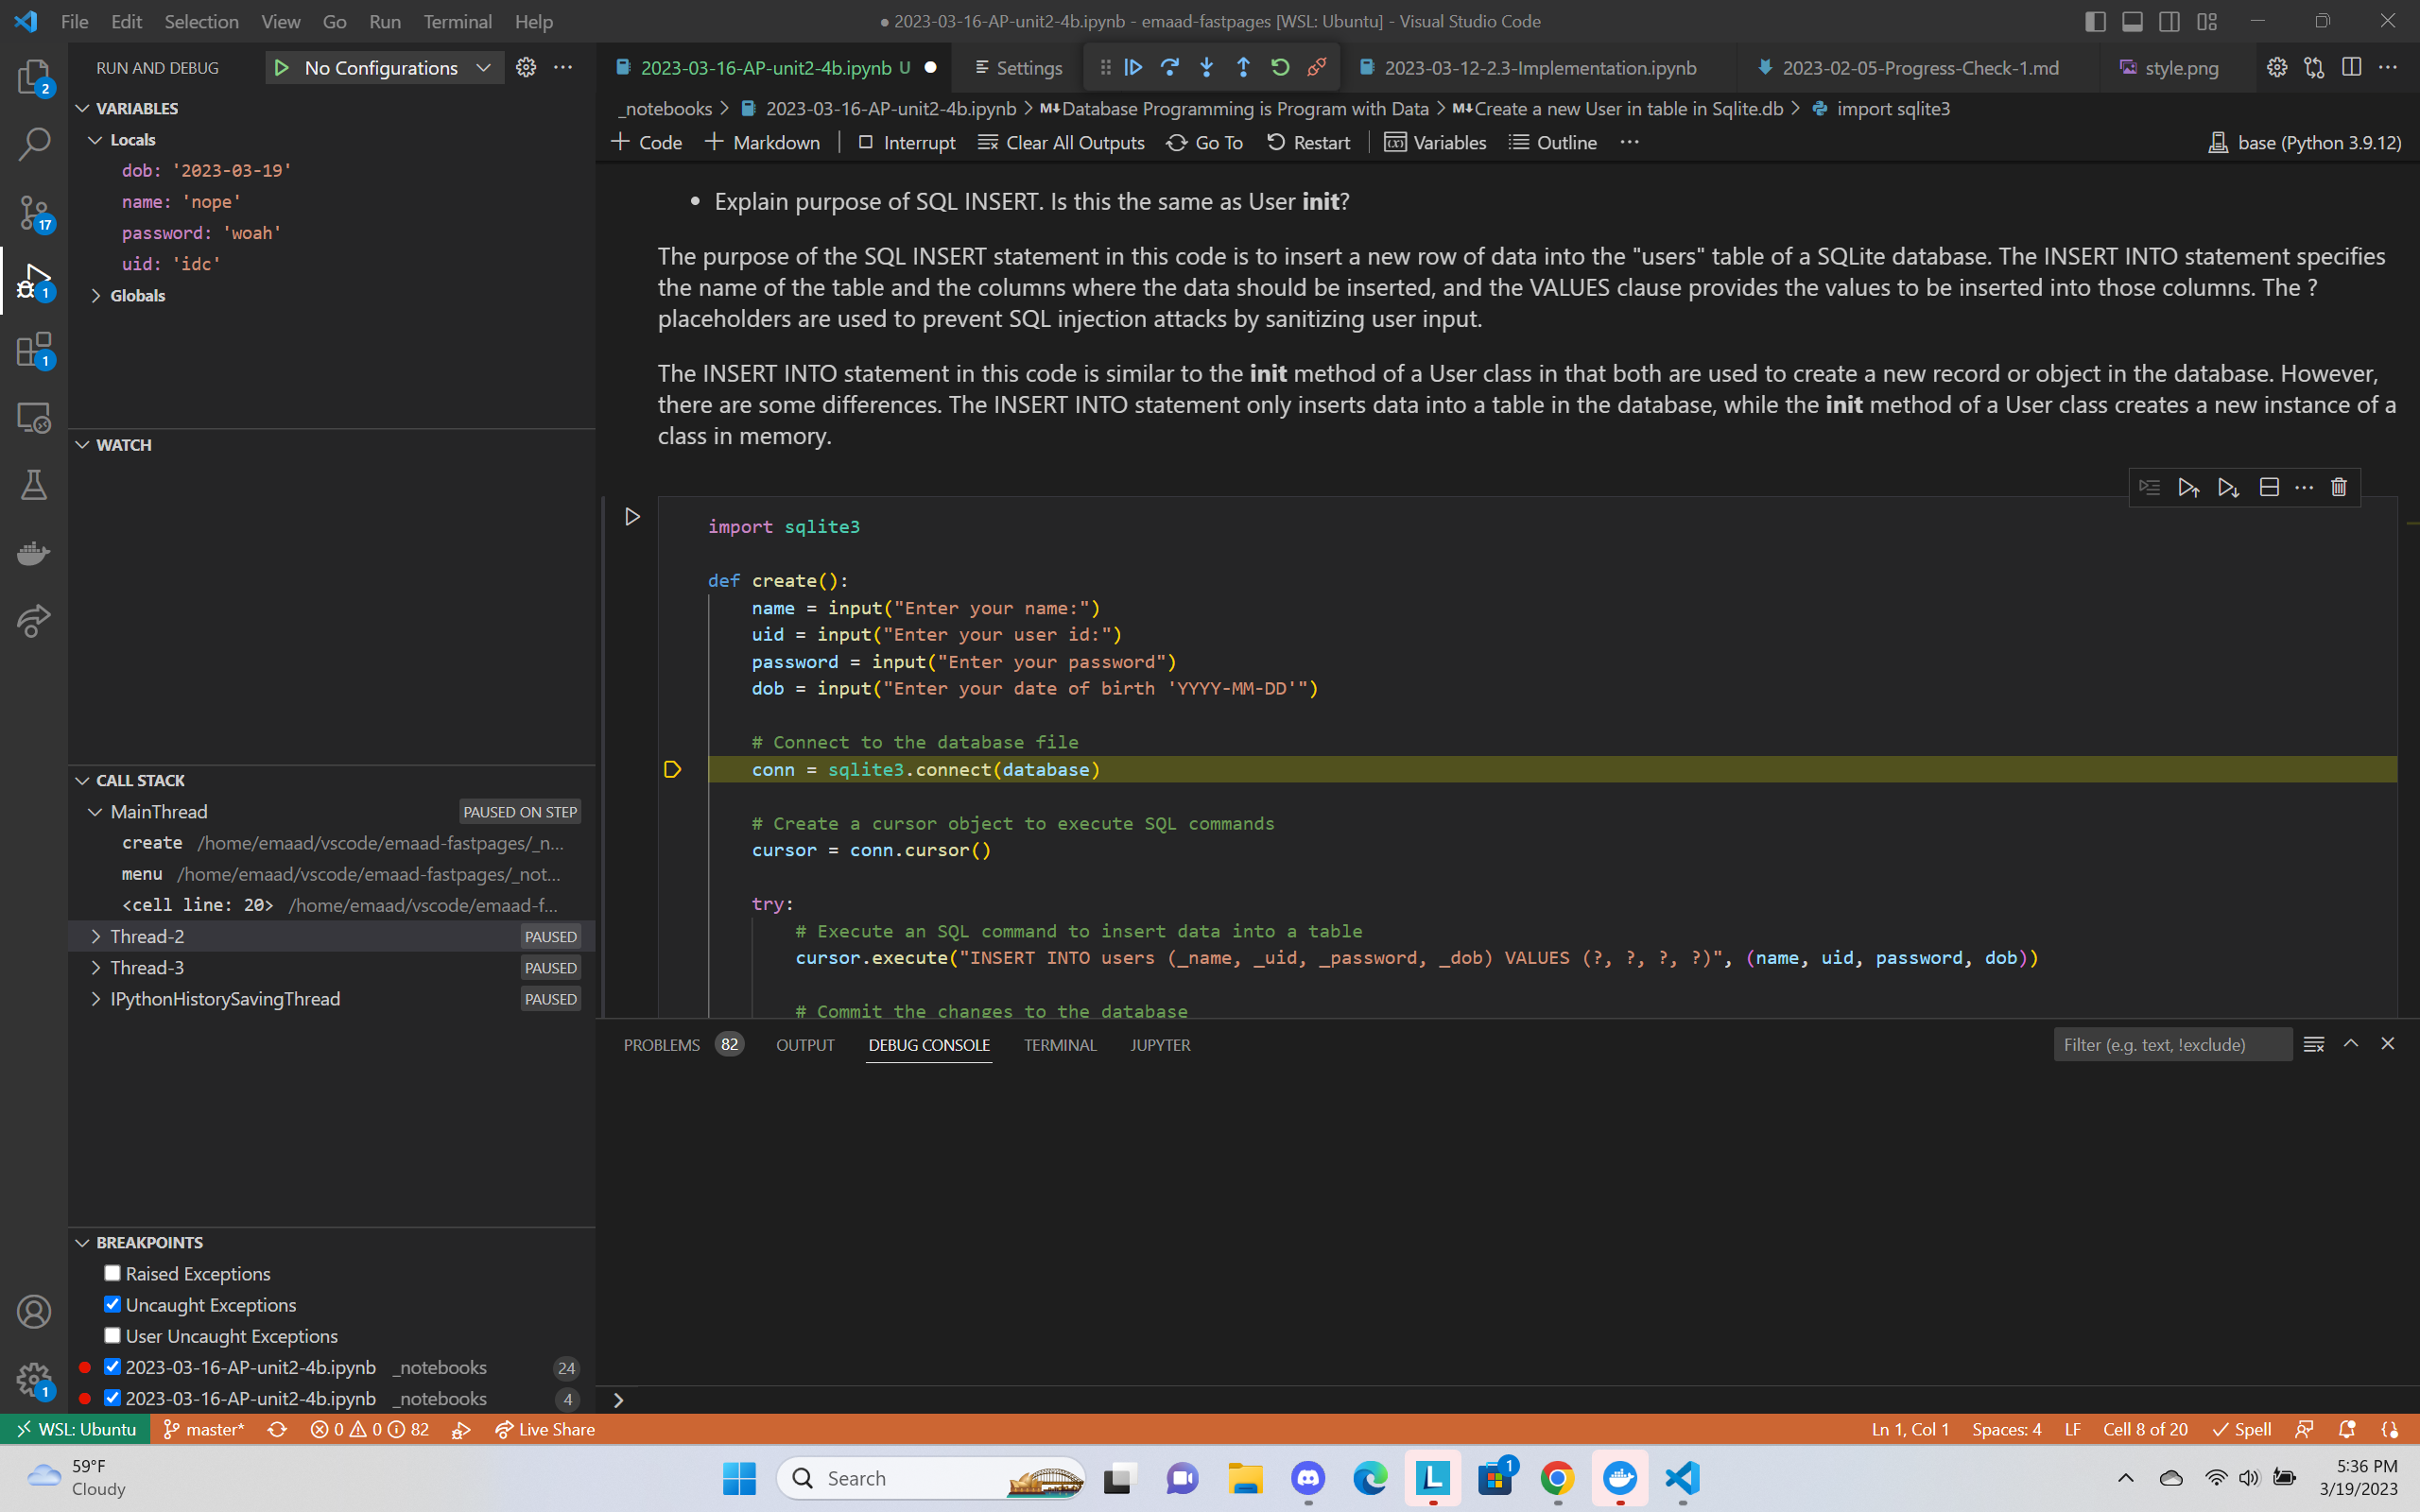 File Edit Selection View Go Run Terminal Help
● 2023-03-16-AP-unit2-4b.ipynb - emaad-fastpages [WSL: Ubuntu] - Visual Studio Code
RUN AND DEBUG No Configurations
2023-03-16-AP-unit2-4b.ipynb U Settings 2023-03-12-2.3-Implementation.ipynb 2023-02-05-Progress-Check-1.md style.png
_notebooks > 2023-03-16-AP-unit2-4b.ipynb > M↓Database Programming is Program with Data > M↓Create a new User in table in Sqlite.db > import sqlite3
Code Markdown Interrupt Clear All Outputs Go To Restart Variables Outline ... base (Python 3.9.12)
2
17
1
1
1
VARIABLES
Locals
dob: '2023-03-19'
name: 'nope'
password: 'woah'
uid: 'idc'
Globals
WATCH
CALL STACK
MainThread PAUSED ON STEP
create /home/emaad/vscode/emaad-fastpages/_n...
menu /home/emaad/vscode/emaad-fastpages/_not...
<cell line: 20> /home/emaad/vscode/emaad-f...
Thread-2 PAUSED
Thread-3 PAUSED
IPythonHistorySavingThread PAUSED
BREAKPOINTS
Raised Exceptions
Uncaught Exceptions
User Uncaught Exceptions
2023-03-16-AP-unit2-4b.ipynb _notebooks 24
2023-03-16-AP-unit2-4b.ipynb _notebooks 4
• Explain purpose of SQL INSERT. Is this the same as User init?
The purpose of the SQL INSERT statement in this code is to insert a new row of data into the "users" table of a SQLite database. The INSERT INTO statement specifies
the name of the table and the columns where the data should be inserted, and the VALUES clause provides the values to be inserted into those columns. The ?
placeholders are used to prevent SQL injection attacks by sanitizing user input.
The INSERT INTO statement in this code is similar to the init method of a User class in that both are used to create a new record or object in the database. However,
there are some differences. The INSERT INTO statement only inserts data into a table in the database, while the init method of a User class creates a new instance of a
class in memory.
import sqlite3
def create():
name = input("Enter your name:")
uid = input("Enter your user id:")
password = input("Enter your password")
dob = input("Enter your date of birth 'YYYY-MM-DD'")
# Connect to the database file
conn = sqlite3.connect(database)
# Create a cursor object to execute SQL commands
cursor = conn.cursor()
try:
# Execute an SQL command to insert data into a table
cursor.execute("INSERT INTO users (_name, _uid, _password, _dob) VALUES (?, ?, ?, ?)", (name, uid, password, dob))
# Commit the changes to the database
PROBLEMS 82 OUTPUT DEBUG CONSOLE TERMINAL JUPYTER Filter (e.g. text, !exclude)
WSL: Ubuntu master* 0 0 82 Live Share Ln 1, Col 1 Spaces: 4 LF Cell 8 of 20 Spell
59°F
Cloudy
Search
1
5:36 PM
3/19/2023